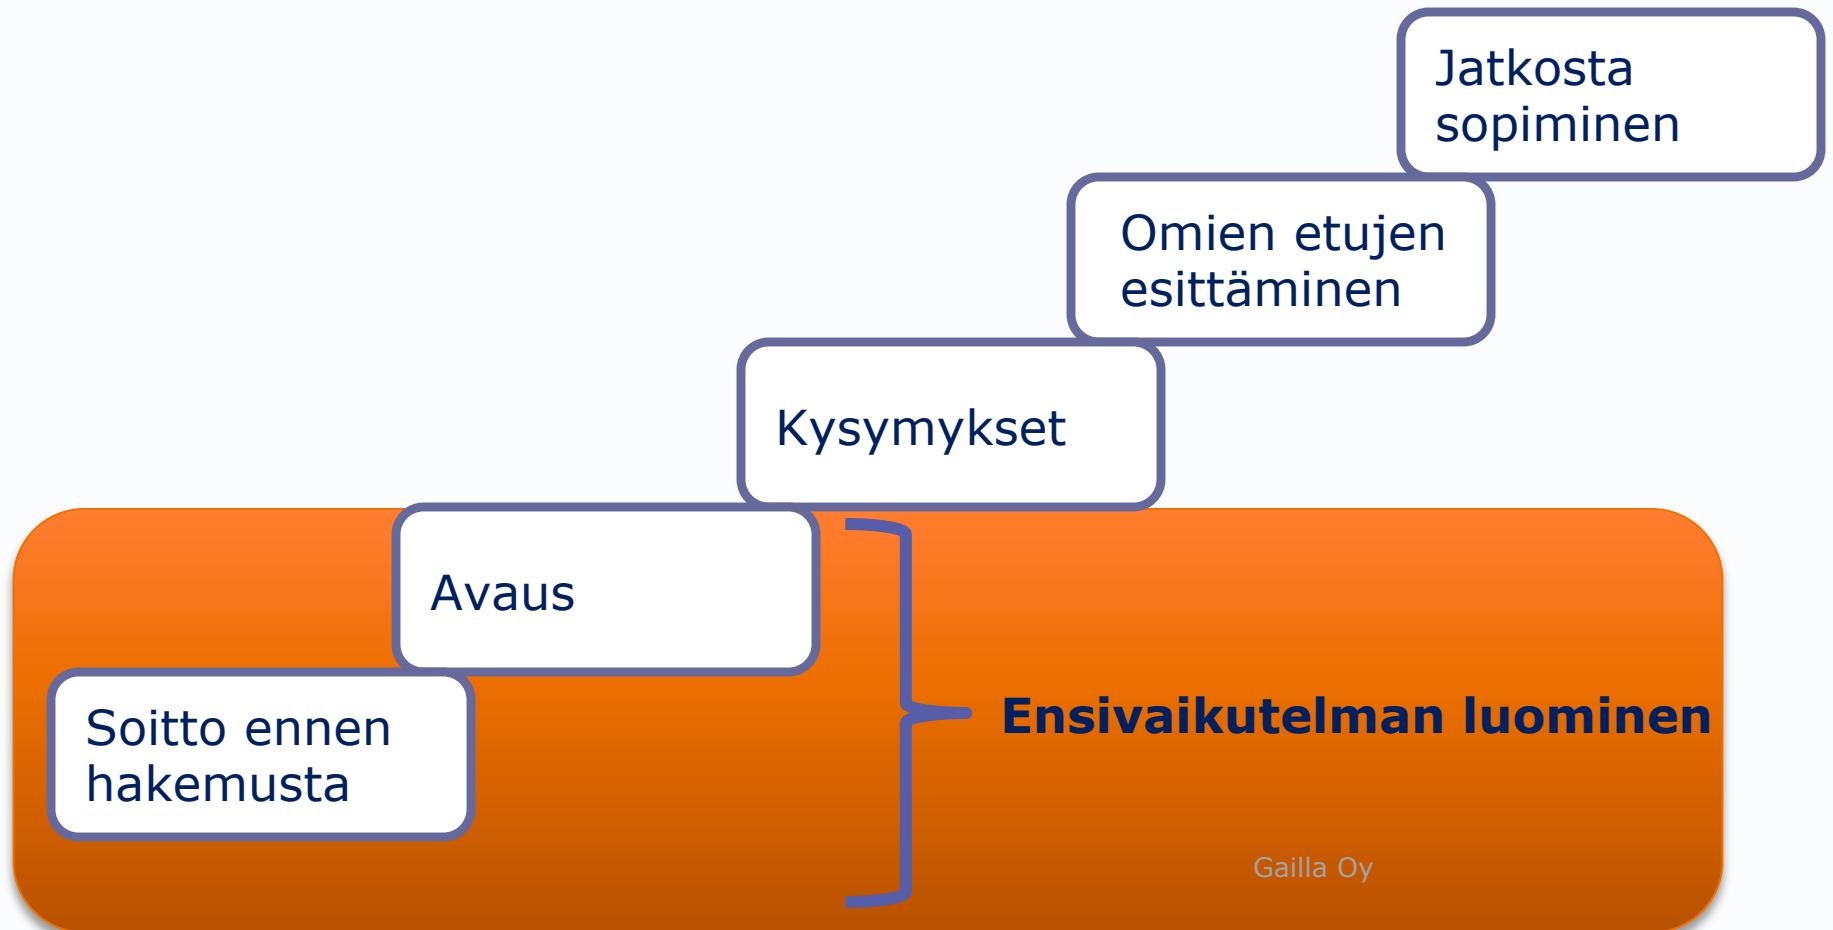 Jatkosta
sopiminen
Omien etujen
esittäminen
Kysymykset
Avaus
Soitto ennen
hakemusta
Ensivaikutelman luominen
Gailla Oy